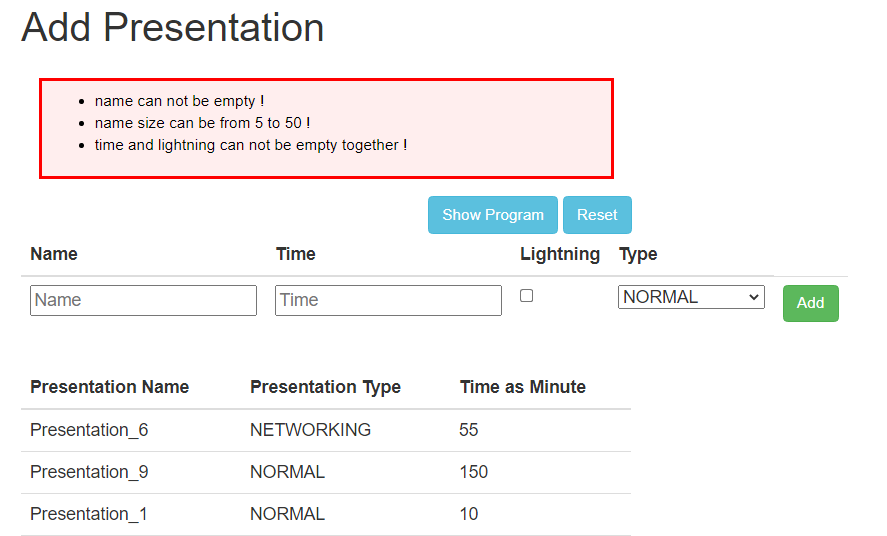 Add Presentation
name can not be empty !
name size can be from 5 to 50 !
time and lightning can not be empty together !
Show Program Reset
Name Time Lightning Type
Name Time NORMAL Add
Presentation Name Presentation Type Time as Minute
Presentation_6 NETWORKING 55
Presentation_9 NORMAL 150
Presentation_1 NORMAL 10